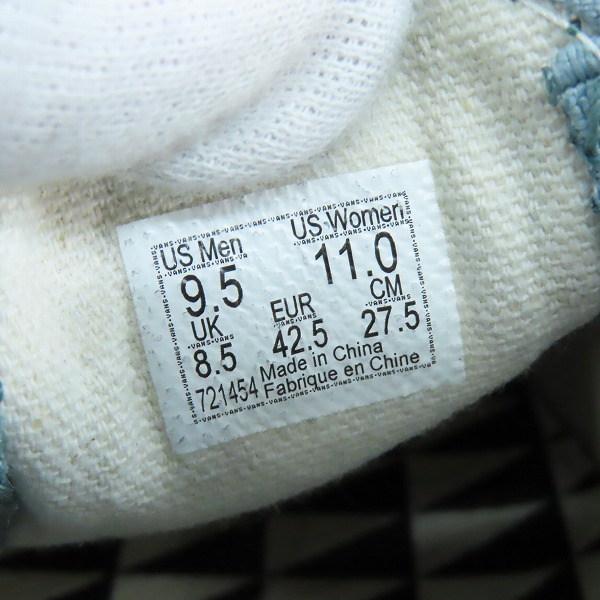 US Men US Women
9.5 11.0
UK EUR CM
8.5 42.5 27.5
721454 Made in China
Fabrique en Chine